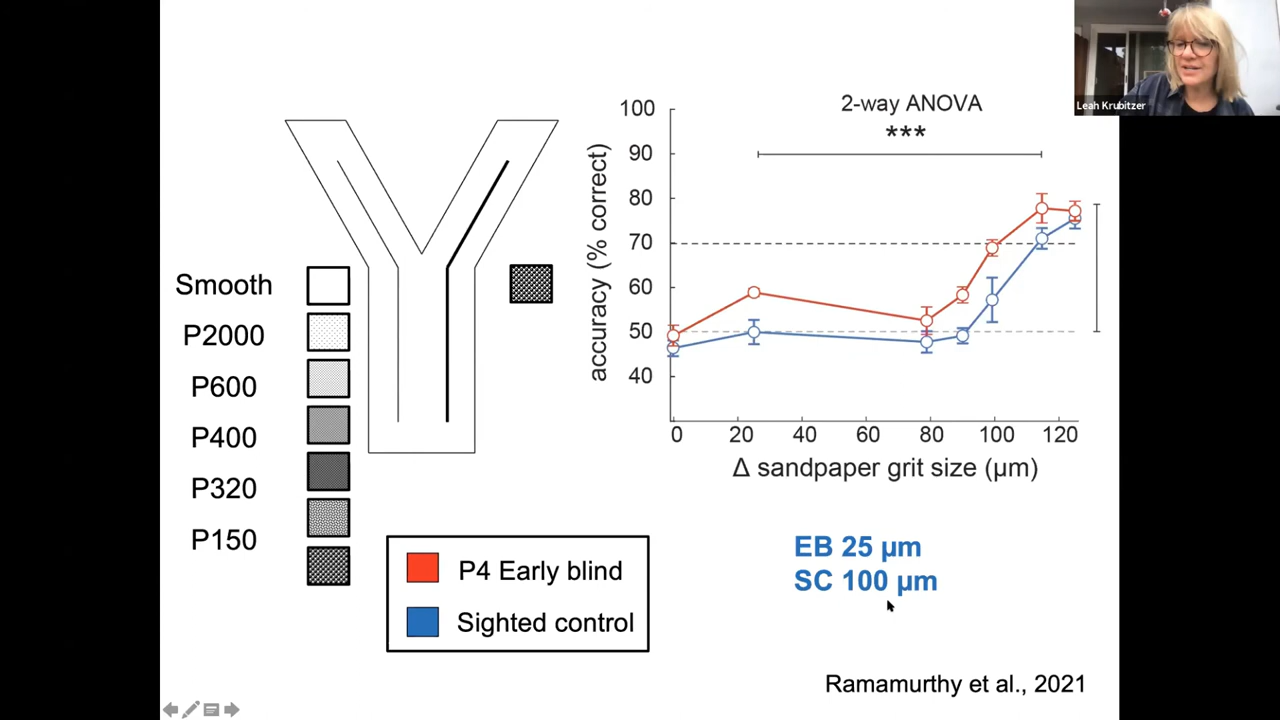 Leah Krubitzer
Smooth
P2000
P600
P400
P320
P150
P4 Early blind
Sighted control
2-way ANOVA
***
accuracy (% correct)
100
90
80
70
60
50
40
0 20 40 60 80 100 120
Δ sandpaper grit size (μm)
EB 25 μm
SC 100 μm
Ramamurthy et al., 2021